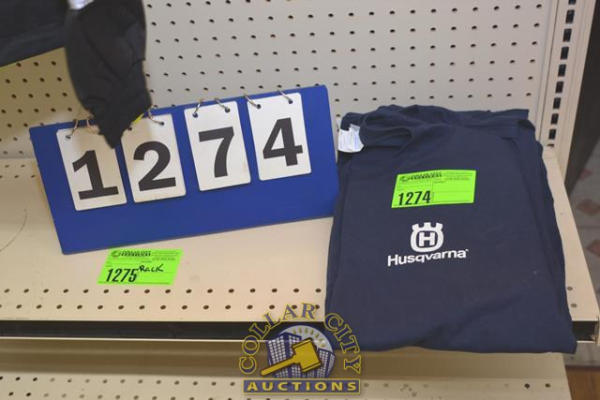 1274
1274
H
Husqvarna
1275 RACK
COLLAR CITY
AUCTIONS